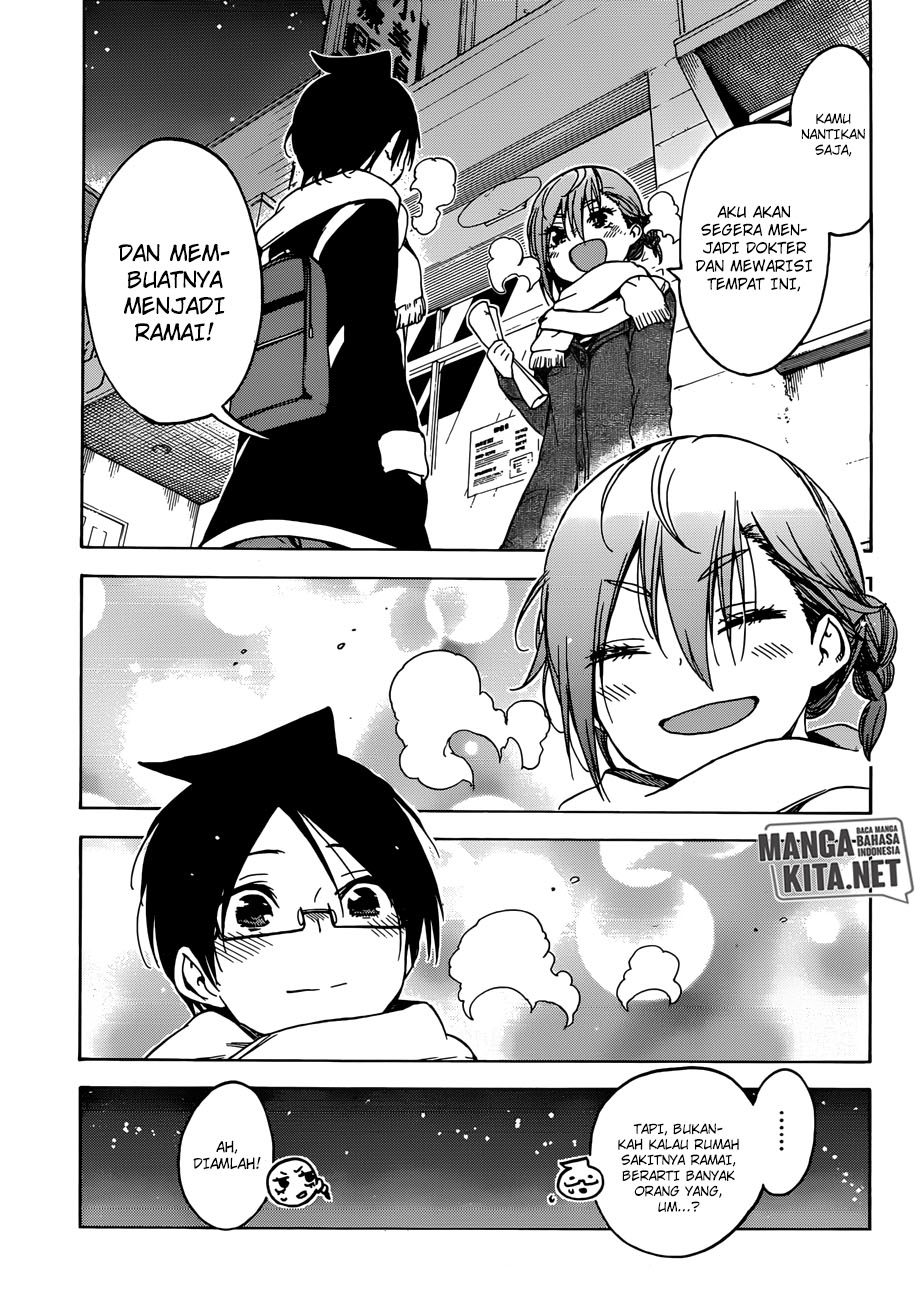 KAMU
NANTIKAN
SAJA,
AKU AKAN
SEGERA MEN-
JADI DOKTER
DAN MEWARISI
TEMPAT INI,
DAN MEM-
BUATNYA
MENJADI
RAMAI!
MANGA
KITA.NET
BACA MANGA
BAHASA
INDONESIA
......
TAPI, BUKAN-
KAH KALAU RUMAH
SAKITNYA RAMAI,
BERARTI BANYAK
ORANG YANG,
UM...?
AH,
DIAMLAH!